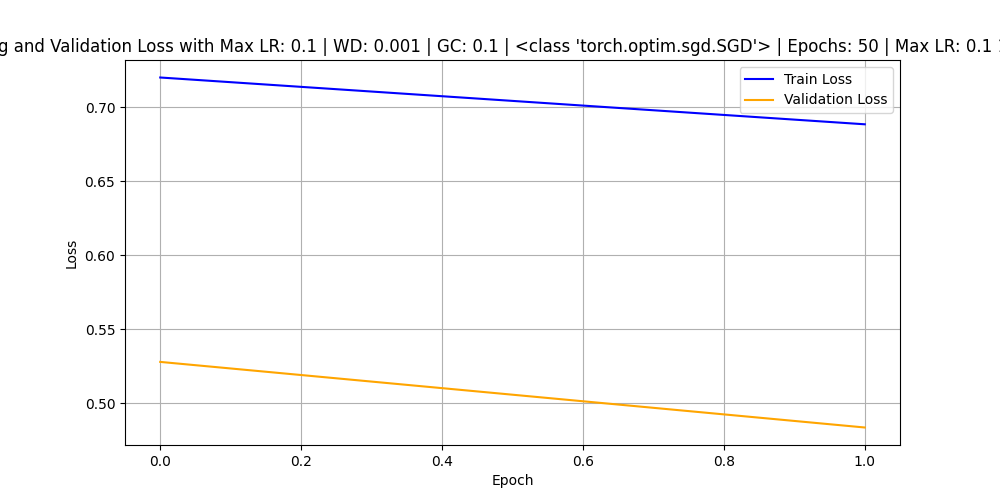 g and Validation Loss with Max LR: 0.1 | WD: 0.001 | GC: 0.1 | <class 'torch.optim.sgd.SGD'> | Epochs: 50 | Max LR: 0.1
Train Loss
Validation Loss
0.70
0.65
0.60
0.55
0.50
Loss
0.0 0.2 0.4 0.6 0.8 1.0
Epoch